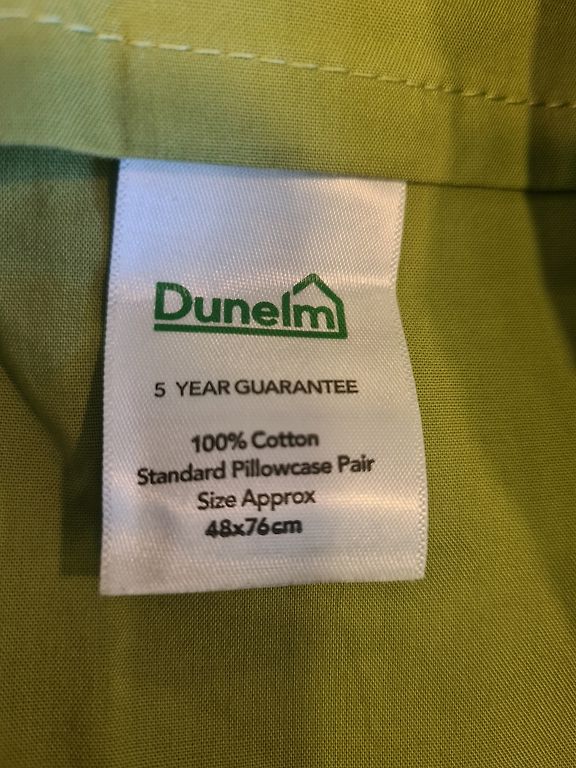 Dunelm
5 YEAR GUARANTEE
100% Cotton
Standard Pillowcase Pair
Size Approx
48x76cm